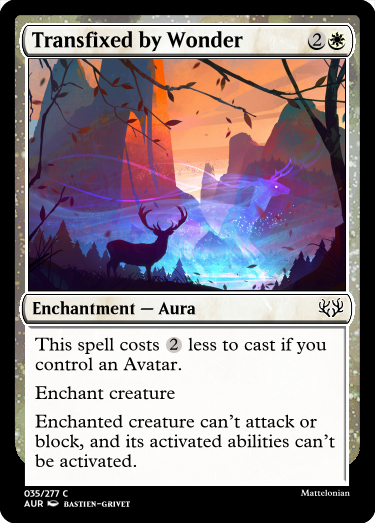 Transfixed by Wonder 2
Enchantment — Aura
This spell costs 2 less to cast if you
control an Avatar.
Enchant creature
Enchanted creature can't attack or
block, and its activated abilities can't
be activated.
035/277 C
Mattelonian
AUR BASTIEN-GRIVET